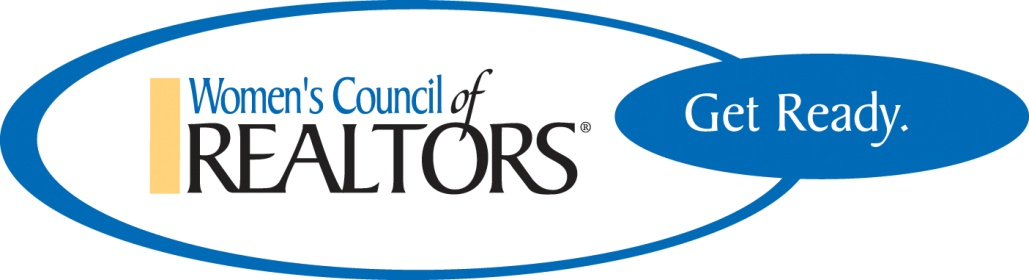 Women's Council of
REALTORS®
Get Ready.